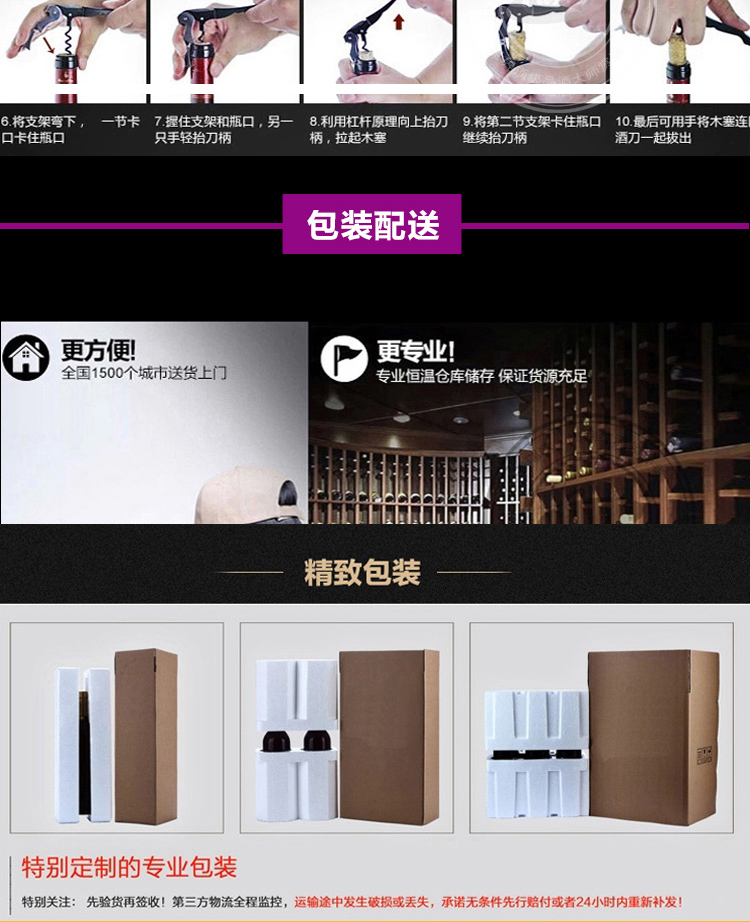 6.将支架弯下， 一节卡
口卡住瓶口
7.握住支架和瓶口，另一
只手轻抬刀柄
8.利用杠杆原理向上抬刀
柄，拉起木塞
9.将第二节支架卡住瓶口
继续抬刀柄
10.最后可用手将木塞连
酒刀一起拔出
包装配送
更方便!
全国1500个城市送货上门
更专业!
专业恒温仓库储存 保证货源充足
精致包装
特别定制的专业包装
特别关注： 先验货再签收！第三方物流全程监控，运输途中发生破损或丢失，承诺无条件先行赔付或者24小时内重新补发！